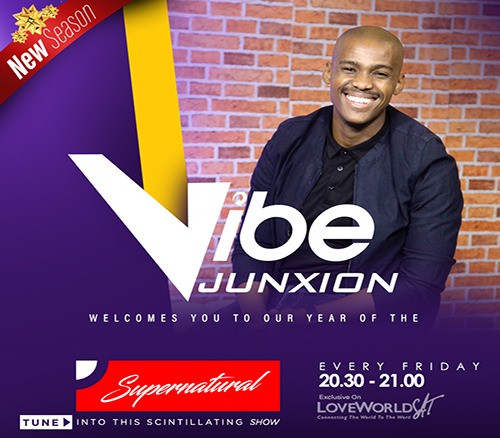 New Season
Vibe
JUNXION
WELCOMES YOU TO OUR YEAR OF THE
Supernatural
TUNE INTO THIS SCINTILLATING SHOW
EVERY FRIDAY
20.30 - 21.00
Exclusive On
LOVEWORLD SAT
Connecting The World To The Word